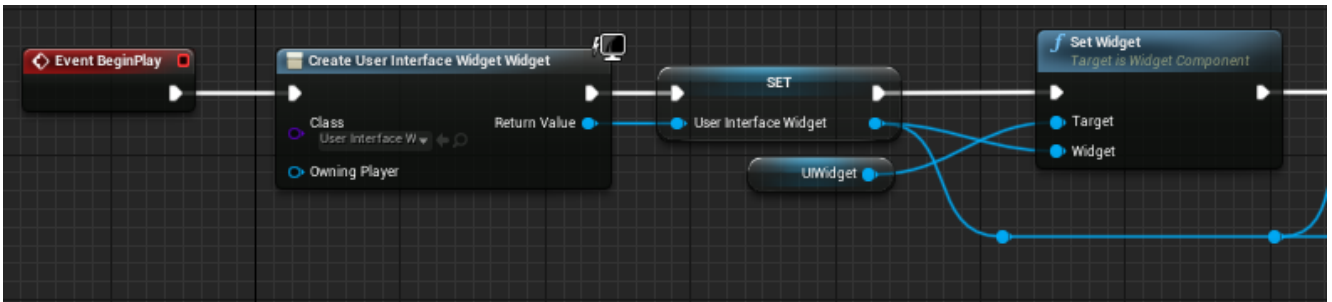 Event BeginPlay
Create User Interface Widget Widget
Class
User Interface W
Return Value
Owning Player
SET
User Interface Widget
UIWidget
Set Widget
Target is Widget Component
Target
Widget